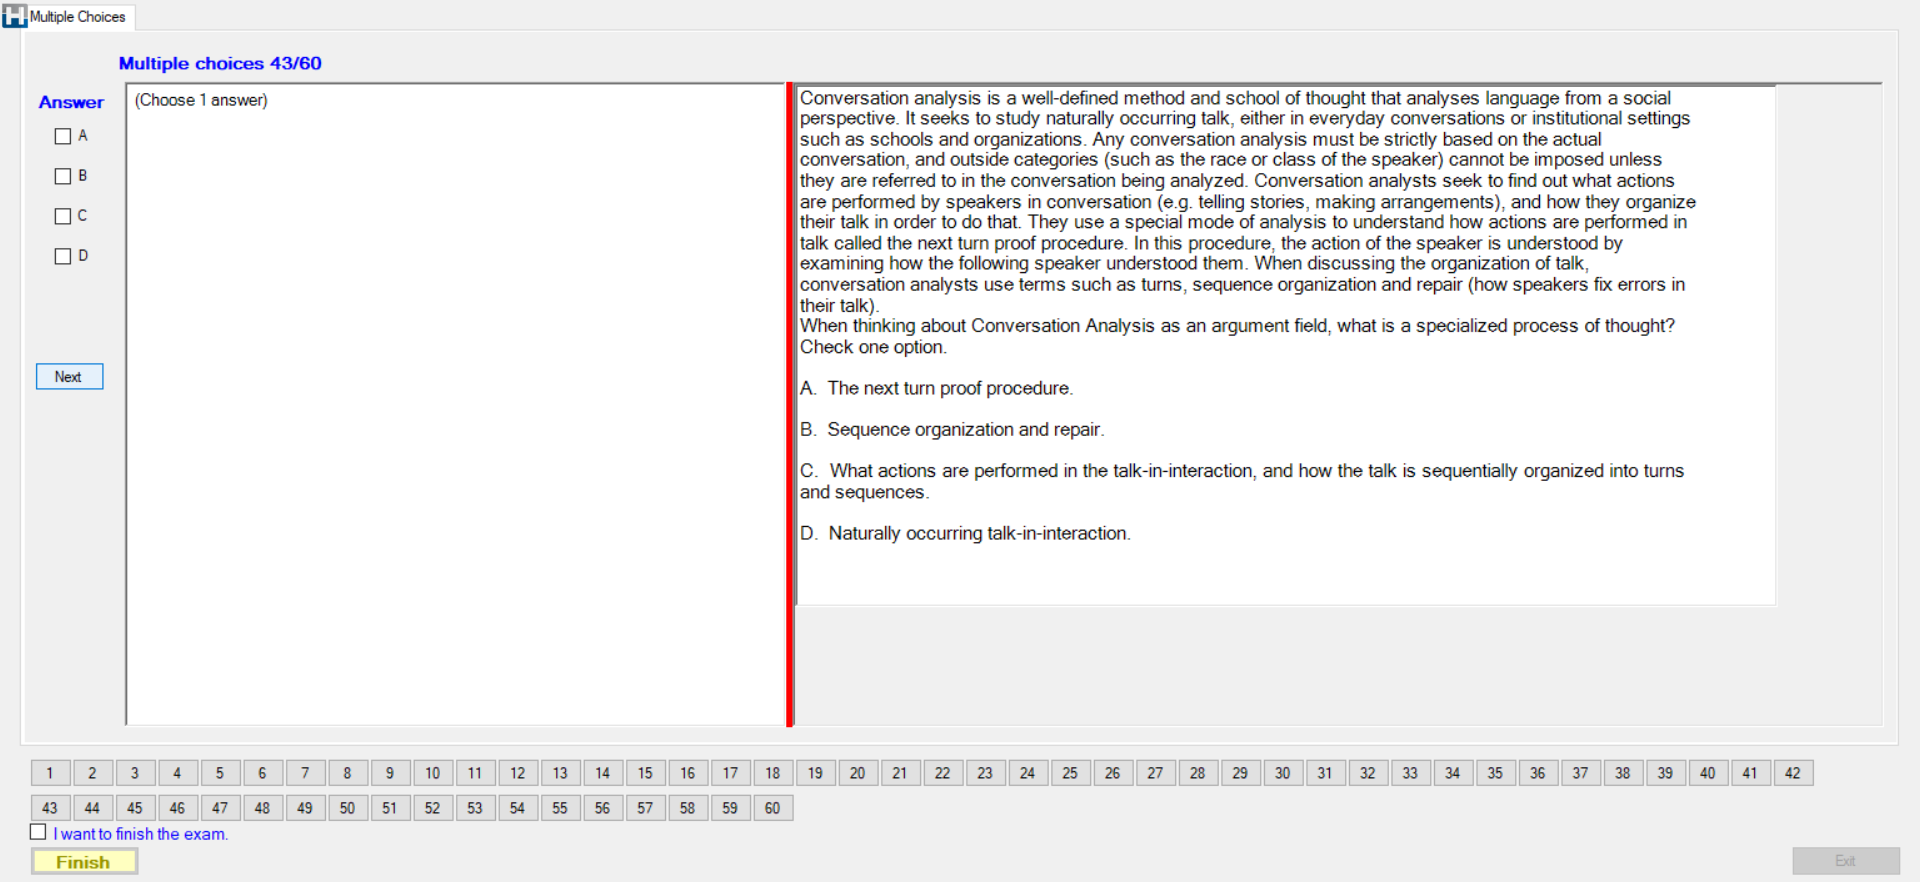 Multiple Choices
Multiple choices 43/60
Answer
A
B
C
D
Next
(Choose 1 answer)
Conversation analysis is a well-defined method and school of thought that analyses language from a social
perspective. It seeks to study naturally occurring talk, either in everyday conversations or institutional settings
such as schools and organizations. Any conversation analysis must be strictly based on the actual
conversation, and outside categories (such as the race or class of the speaker) cannot be imposed unless
they are referred to in the conversation being analyzed. Conversation analysts seek to find out what actions
are performed by speakers in conversation (e.g. telling stories, making arrangements), and how they organize
their talk in order to do that. They use a special mode of analysis to understand how actions are performed in
talk called the next turn proof procedure. In this procedure, the action of the speaker is understood by
examining how the following speaker understood them. When discussing the organization of talk,
conversation analysts use terms such as turns, sequence organization and repair (how speakers fix errors in
their talk).
When thinking about Conversation Analysis as an argument field, what is a specialized process of thought?
Check one option.
A. The next turn proof procedure.
B. Sequence organization and repair.
C. What actions are performed in the talk-in-interaction, and how the talk is sequentially organized into turns
and sequences.
D. Naturally occurring talk-in-interaction.
1 2 3 4 5 6 7 8 9 10 11 12 13 14 15 16 17 18 19 20 21 22 23 24 25 26 27 28 29 30 31 32 33 34 35 36 37 38 39 40 41 42
43 44 45 46 47 48 49 50 51 52 53 54 55 56 57 58 59 60
I want to finish the exam.
Finish
Exit